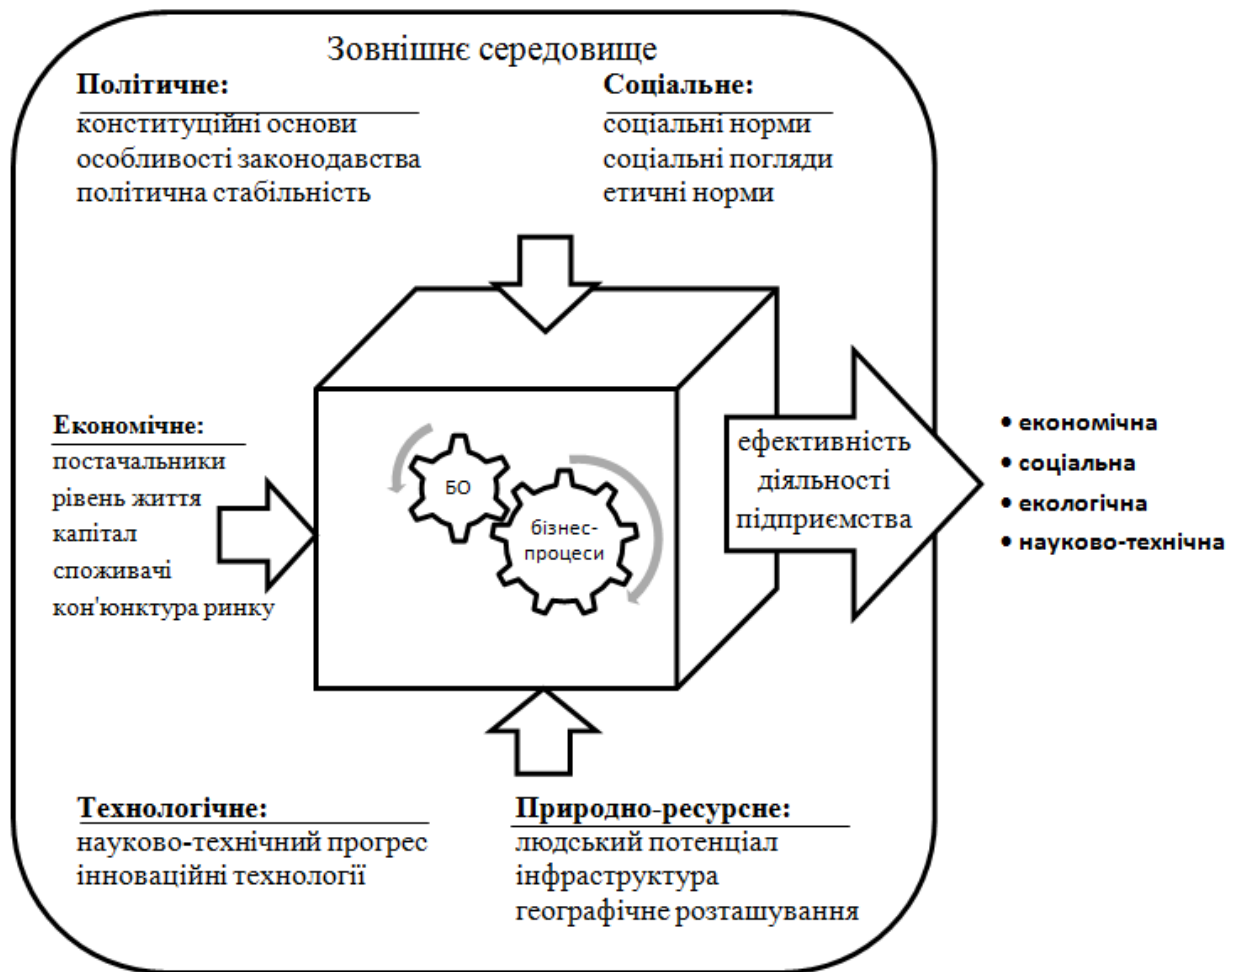 Зовнішнє середовище
Політичне:
конституційні основи
особливості законодавства
політична стабільність
Соціальне:
соціальні норми
соціальні погляди
етичні норми
Економічне:
постачальники
рівень життя
капітал
споживачі
кон'юнктура ринку
БО
бізнес-
процеси
ефективність
діяльності
підприємства
• економічна
• соціальна
• екологічна
• науково-технічна
Технологічне:
науково-технічний прогрес
інноваційні технології
Природно-ресурсне:
людський потенціал
інфраструктура
географічне розташування